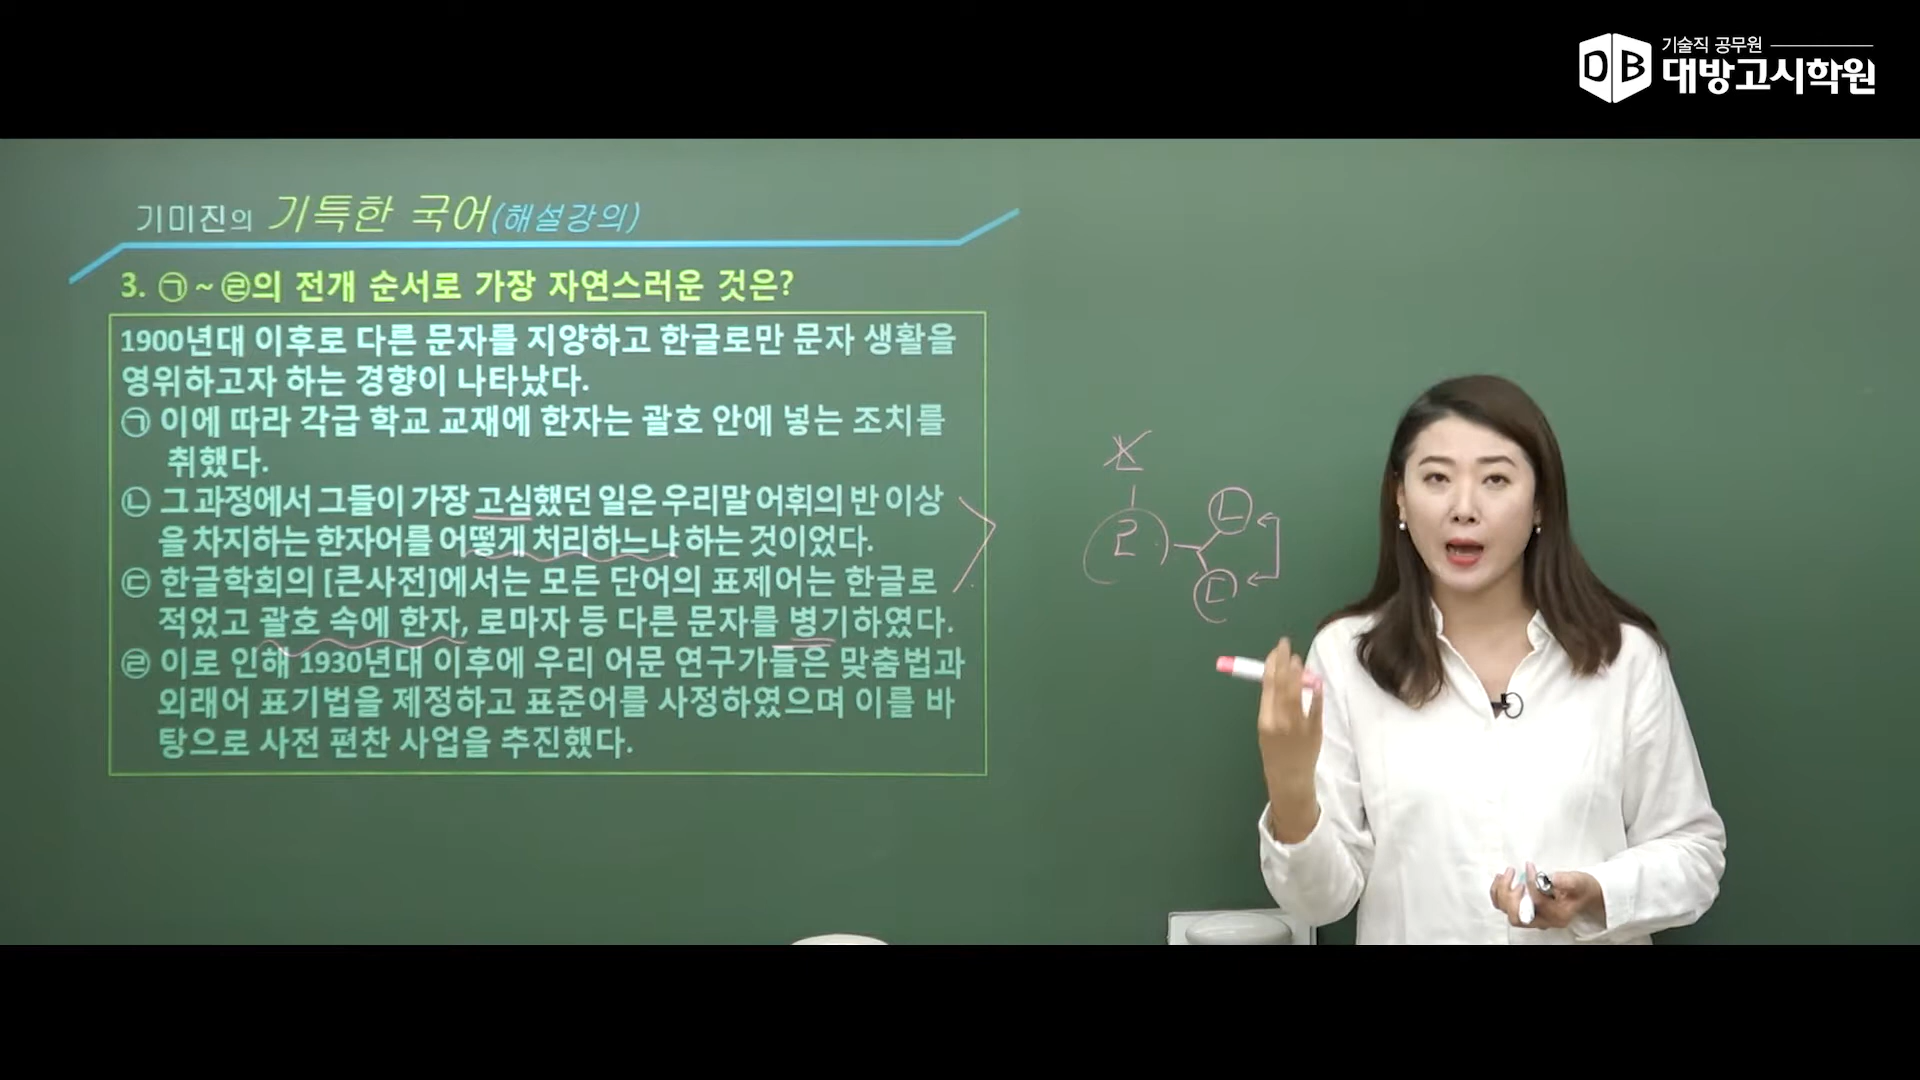 기술직 공무원
DB 대방고시학원
기미진의 기특한 국어(해설강의)
3. ㉠~㉣의 전개 순서로 가장 자연스러운 것은?
1900년대 이후로 다른 문자를 지양하고 한글로만 문자 생활을
영위하고자 하는 경향이 나타났다.
㉠ 이에 따라 각급 학교 교재에 한자는 괄호 안에 넣는 조치를
취했다.
㉡ 그 과정에서 그들이 가장 고심했던 일은 우리말 어휘의 반 이상
을 차지하는 한자어를 어떻게 처리하느냐 하는 것이었다.
㉢ 한글학회의 [큰사전]에서는 모든 단어의 표제어는 한글로
적었고 괄호 속에 한자, 로마자 등 다른 문자를 병기하였다.
㉣ 이로 인해 1930년대 이후에 우리 어문 연구가들은 맞춤법과
외래어 표기법을 제정하고 표준어를 사정하였으며 이를 바
탕으로 사전 편찬 사업을 추진했다.
㉡
㉢